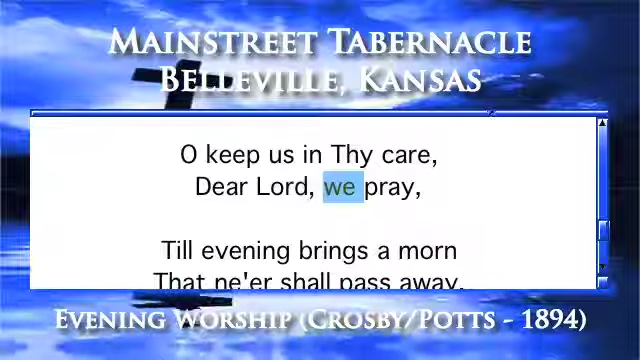 Mainstreet Tabernacle
Belleville, Kansas
O keep us in Thy care,
Dear Lord, we pray,
Till evening brings a morn
That ne'er shall pass away.
Evening Worship (Crosby/Potts - 1894)